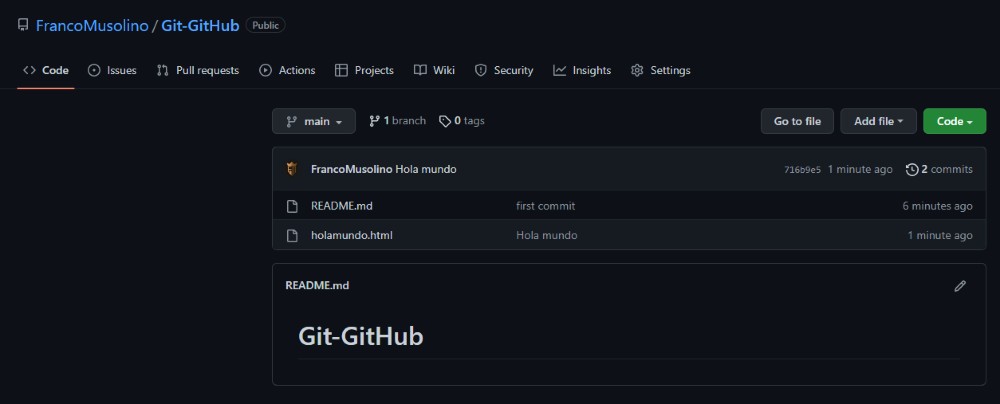 FrancoMusolino / Git-GitHub Public
Code Issues Pull requests Actions Projects Wiki Security Insights Settings
main 1 branch 0 tags Go to file Add file Code
FrancoMusolino Hola mundo 716b9e5 1 minute ago 2 commits
README.md first commit 6 minutes ago
holamundo.html Hola mundo 1 minute ago
README.md
Git-GitHub